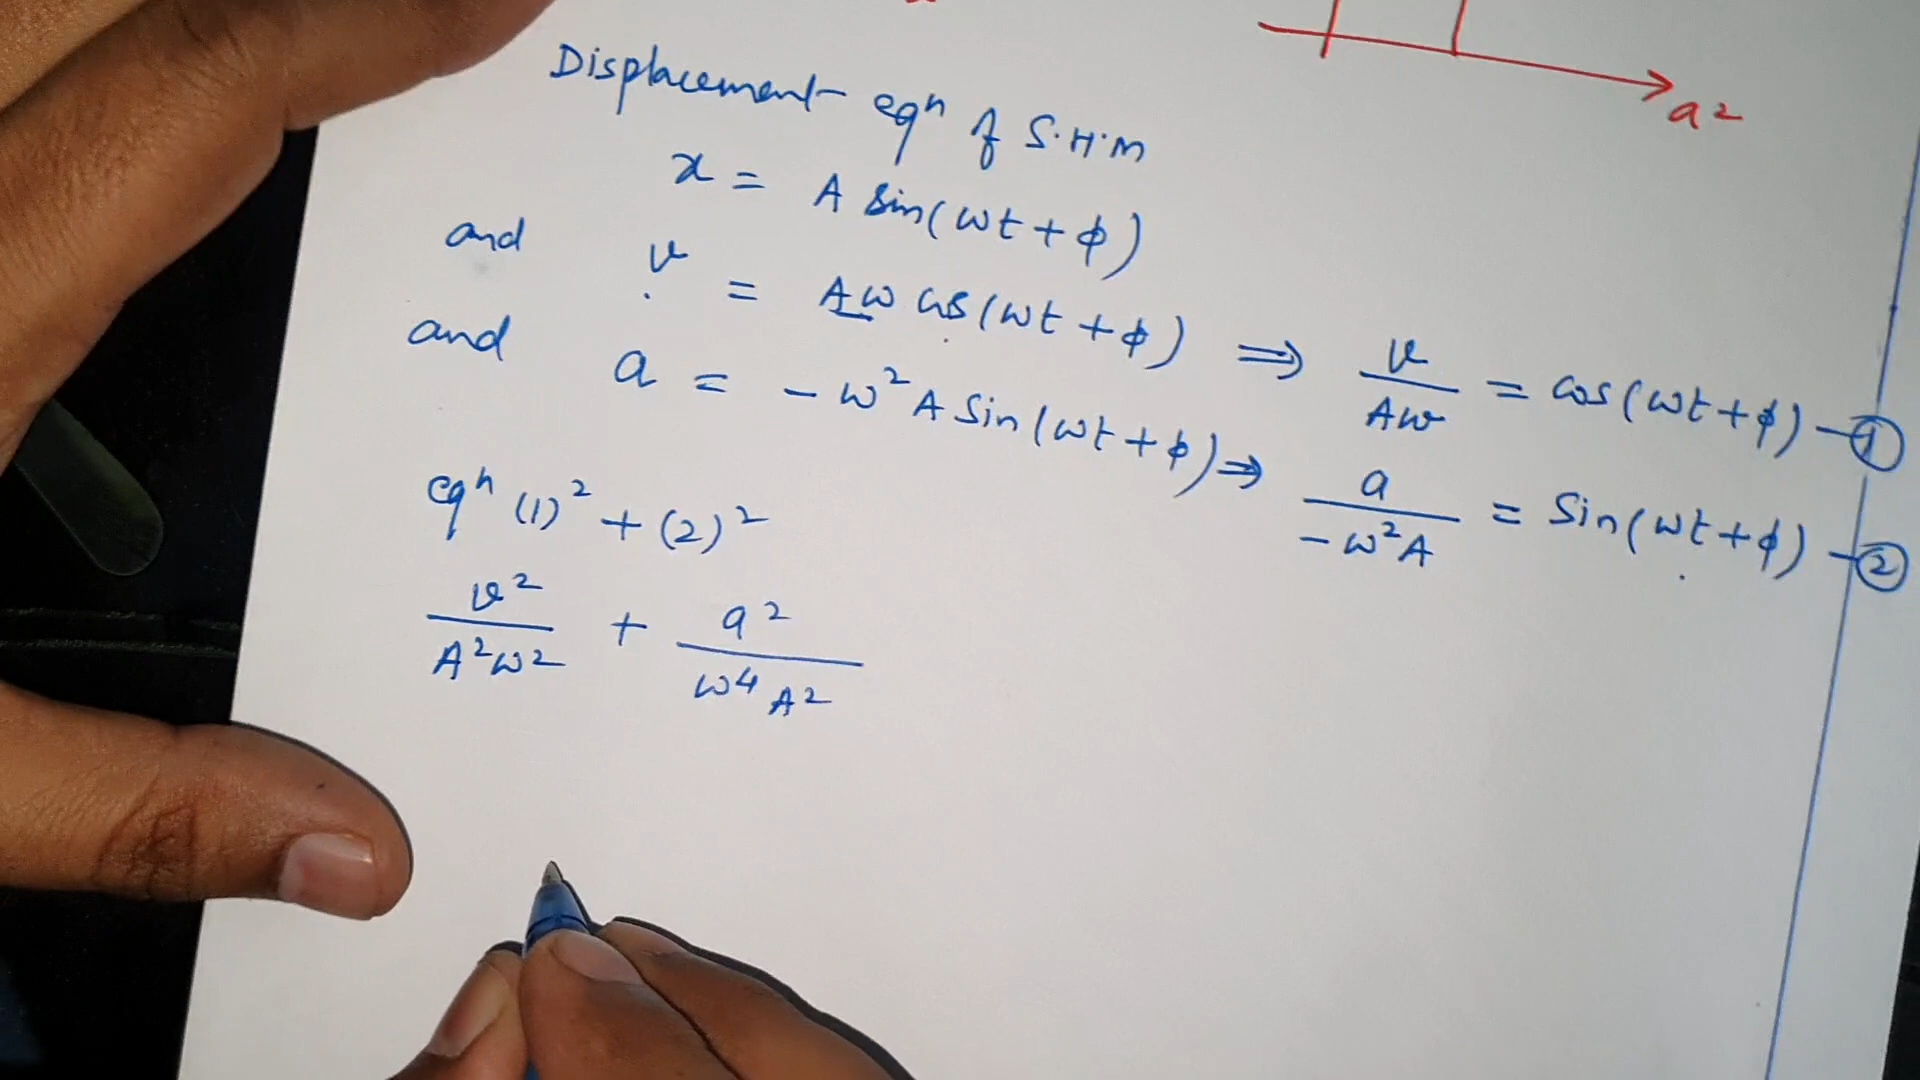 a²
Displacement eqⁿ of S.H.M
x = A Sin(ωt + ϕ)
and v = Aω cos(ωt + ϕ) ⇒ v/Aω = cos(ωt + ϕ) — ①
and a = - ω² A Sin(ωt + ϕ) ⇒ a/-ω²A = Sin(ωt + ϕ) — ②
eqⁿ (1)² + (2)²
v²/A²ω² + a²/ω⁴A²